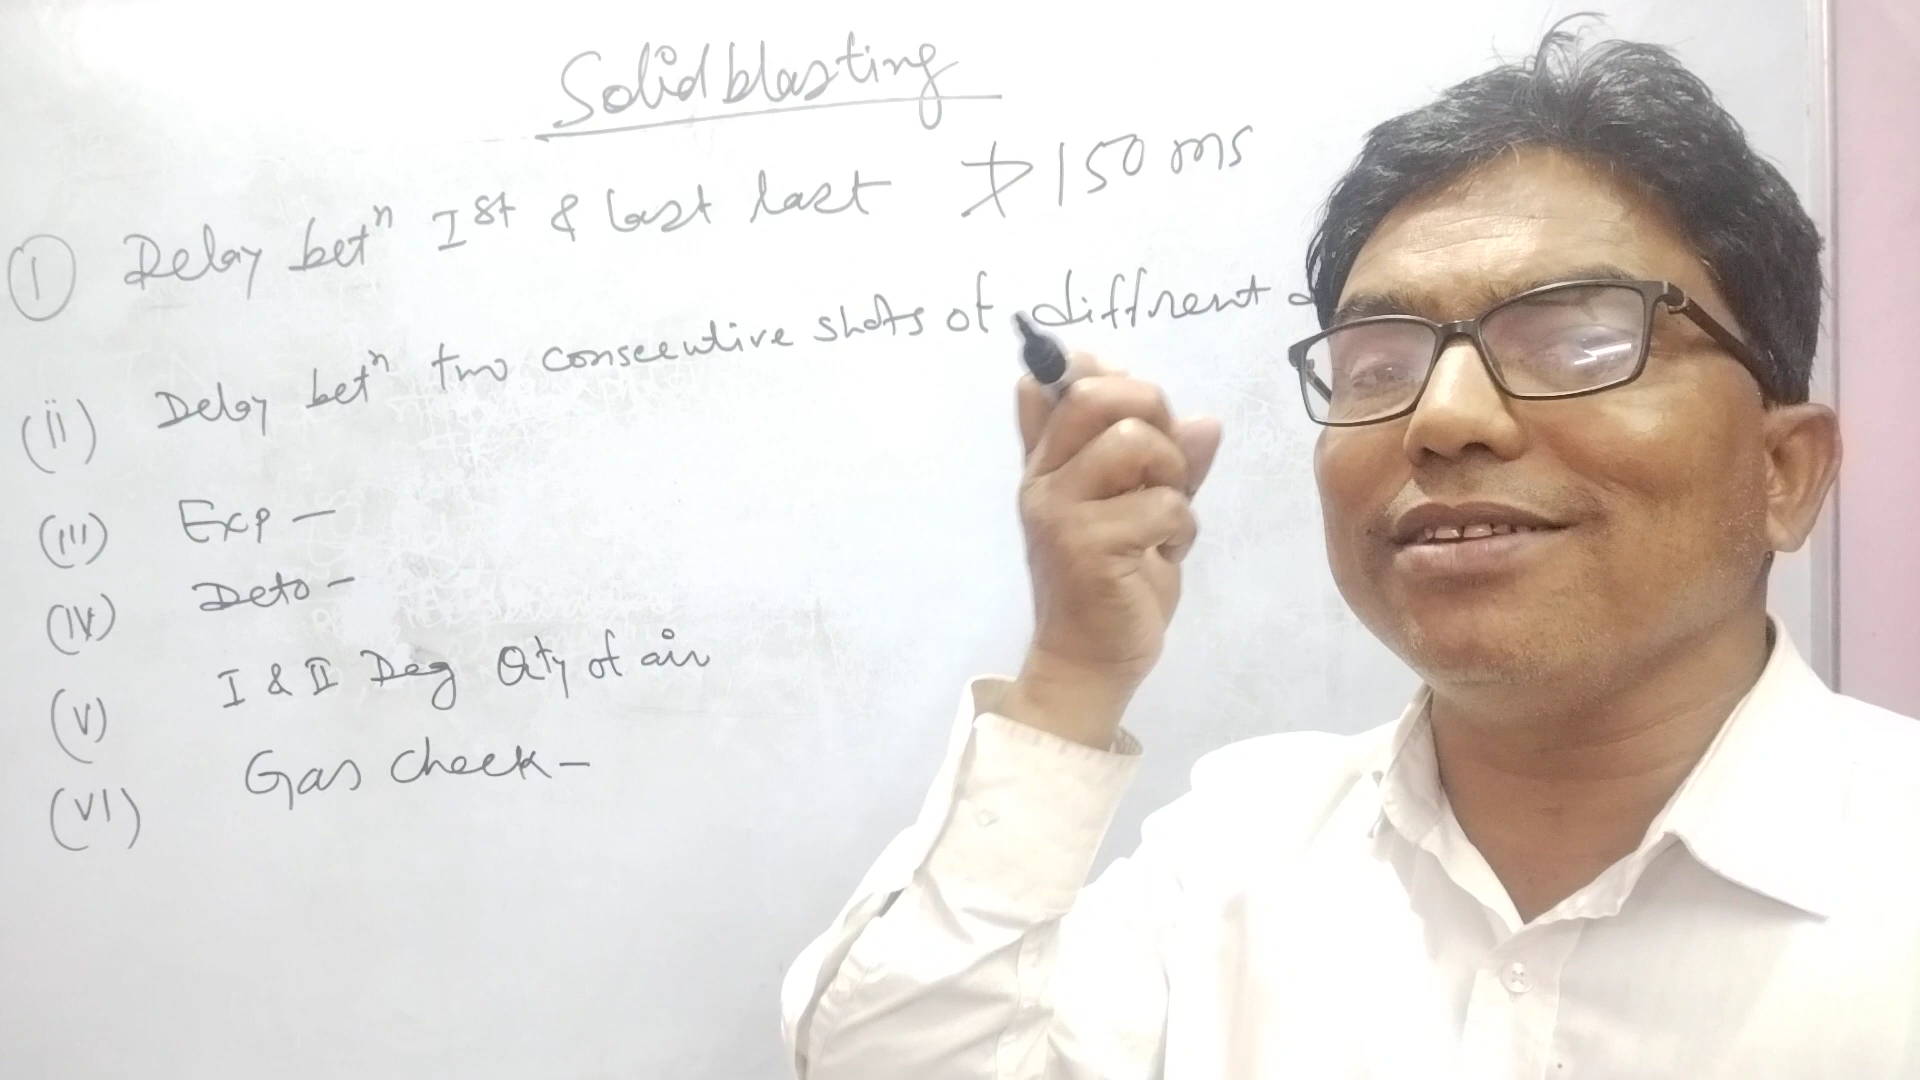 Solid blasting
① Delay betⁿ Iˢᵗ & last last ≯ 150 ms
(ii) Delay betⁿ two consecutive shots of diffrent
(iii) Exp -
(iv) Deto -
(v) I & II Deg Qty of air
(vi) Gas check -